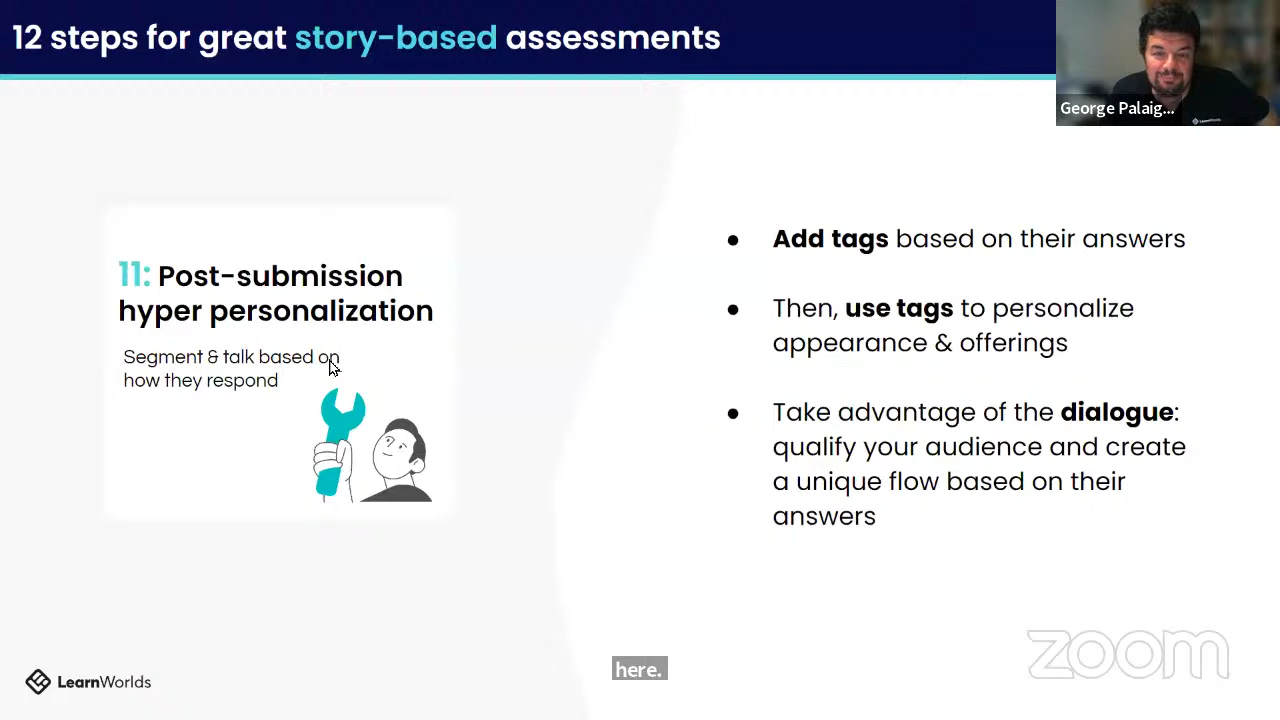 12 steps for great story-based assessments
George Palaig...
LearnWorlds
11: Post-submission
hyper personalization
Segment & talk based on
how they respond
● Add tags based on their answers
● Then, use tags to personalize
appearance & offerings
● Take advantage of the dialogue:
qualify your audience and create
a unique flow based on their
answers
here.
zoom
LearnWorlds